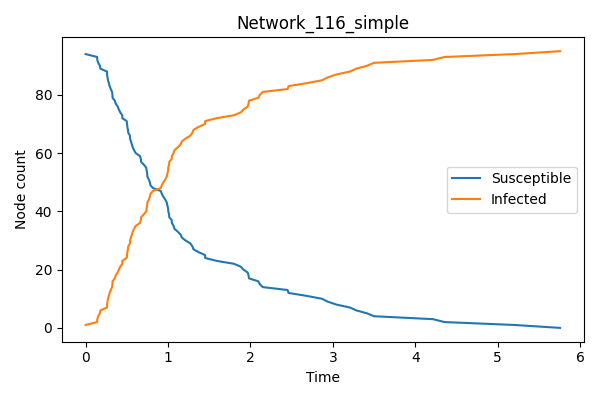 Network_116_simple
Node count
80
60
40
20
0
Susceptible
Infected
0 1 2 3 4 5 6
Time